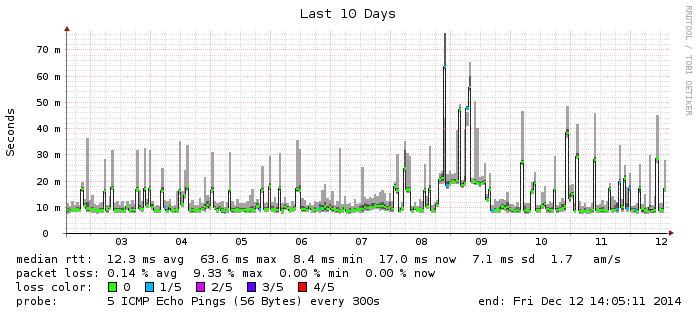 Last 10 Days
RRDTOOL / TOBI OETIKER
Seconds
70 m
60 m
50 m
40 m
30 m
20 m
10 m
0
03 04 05 06 07 08 09 10 11 12
median rtt: 12.3 ms avg 63.6 ms max 8.4 ms min 17.0 ms now 7.1 ms sd 1.7 am/s
packet loss: 0.14 % avg 9.33 % max 0.00 % min 0.00 % now
loss color: 0 1/5 2/5 3/5 4/5
probe: 5 ICMP Echo Pings (56 Bytes) every 300s end: Fri Dec 12 14:05:11 2014